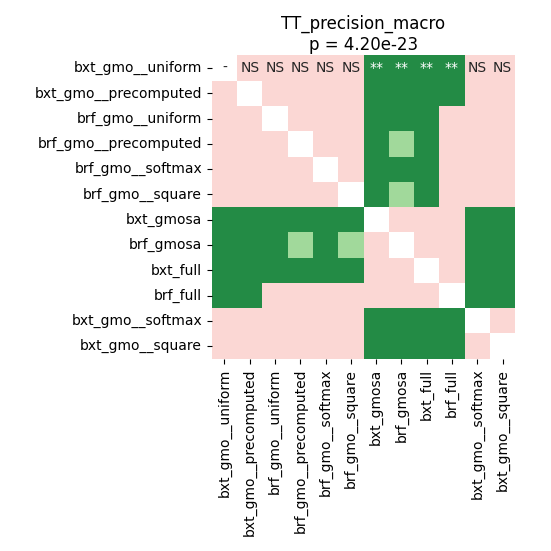 TT_precision_macro
p = 4.20e-23
bxt_gmo__uniform - NS NS NS NS NS ** ** ** ** NS NS
bxt_gmo__precomputed
brf_gmo__uniform
brf_gmo__precomputed
brf_gmo__softmax
brf_gmo__square
bxt_gmosa
brf_gmosa
bxt_full
brf_full
bxt_gmo__softmax
bxt_gmo__square
bxt_gmo__uniform
bxt_gmo__precomputed
brf_gmo__uniform
brf_gmo__precomputed
brf_gmo__softmax
brf_gmo__square
bxt_gmosa
brf_gmosa
bxt_full
brf_full
bxt_gmo__softmax
bxt_gmo__square